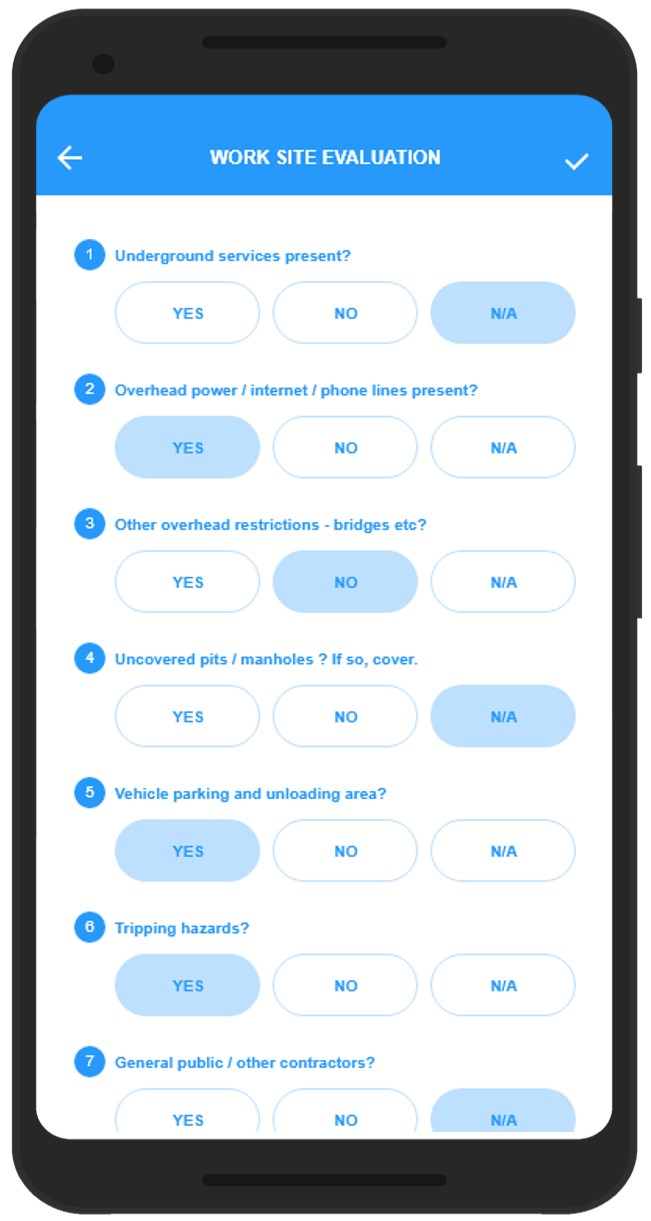 WORK SITE EVALUATION
1 Underground services present?
YES NO N/A
2 Overhead power / internet / phone lines present?
YES NO N/A
3 Other overhead restrictions - bridges etc?
YES NO N/A
4 Uncovered pits / manholes ? If so, cover.
YES NO N/A
5 Vehicle parking and unloading area?
YES NO N/A
6 Tripping hazards?
YES NO N/A
7 General public / other contractors?
YES NO N/A